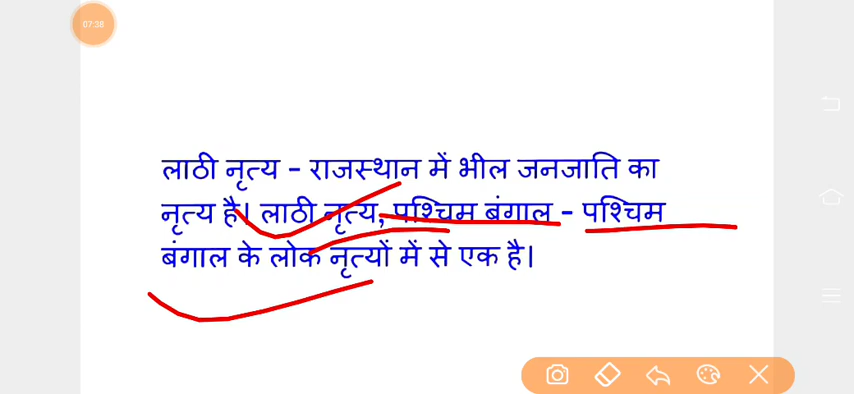 07:38
लाठी नृत्य - राजस्थान में भील जनजाति का
नृत्य है। लाठी नृत्य, पश्चिम बंगाल - पश्चिम
बंगाल के लोक नृत्यों में से एक है।